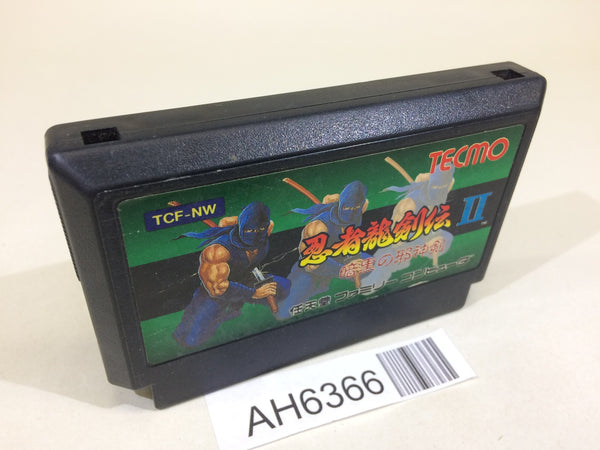 TECMO
TCF-NW
忍者龍剣伝 II
TM
暗黒の邪神剣
任天堂 ファミリーコンピュータ
AH6366